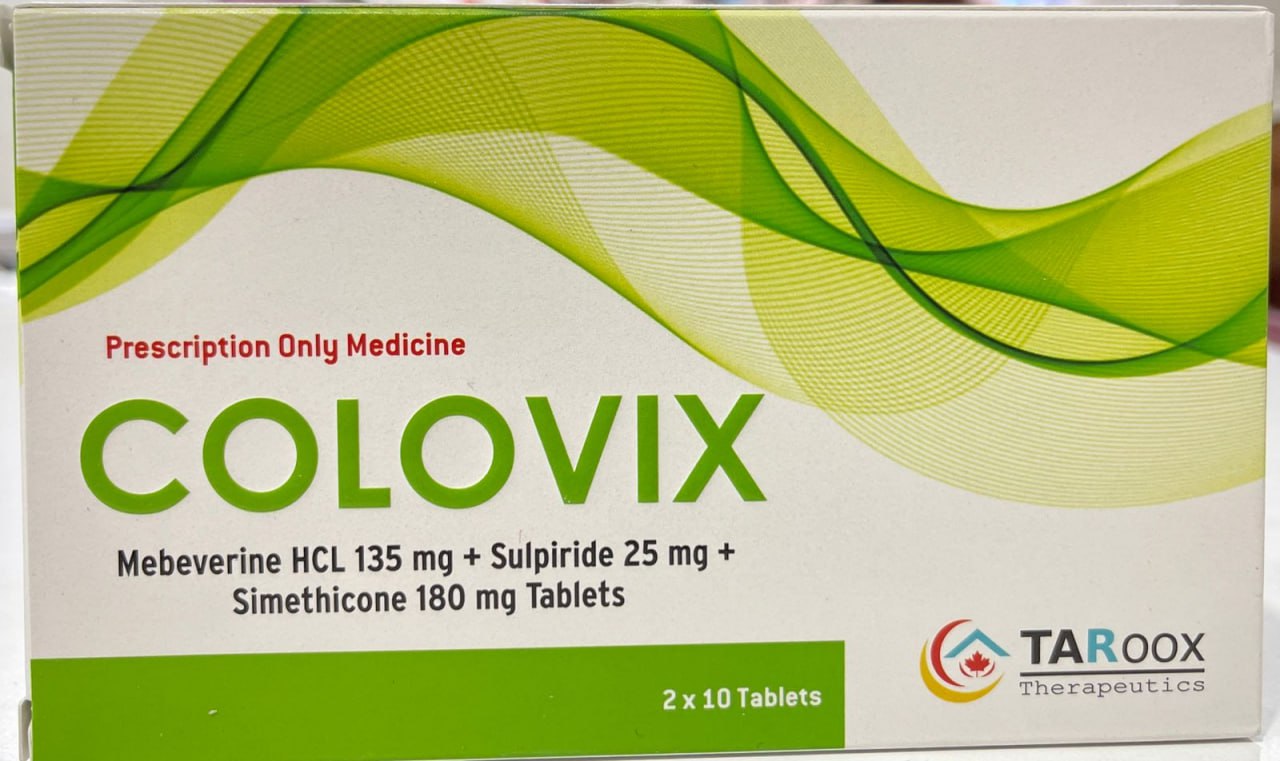 Prescription Only Medicine
COLOVIX
Mebeverine HCL 135 mg + Sulpiride 25 mg +
Simethicone 180 mg Tablets
2 x 10 Tablets
TAROOX
Therapeutics